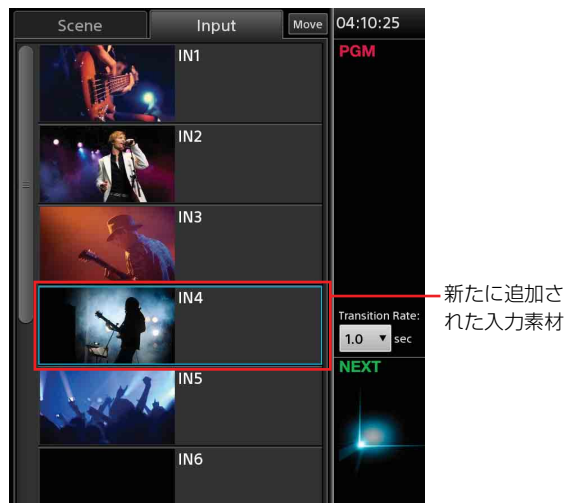 Scene
Input
Move
04:10:25
IN1
PGM
IN2
IN3
IN4
Transition Rate:
1.0 ▼ sec
新たに追加さ
れた入力素材
IN5
NEXT
IN6